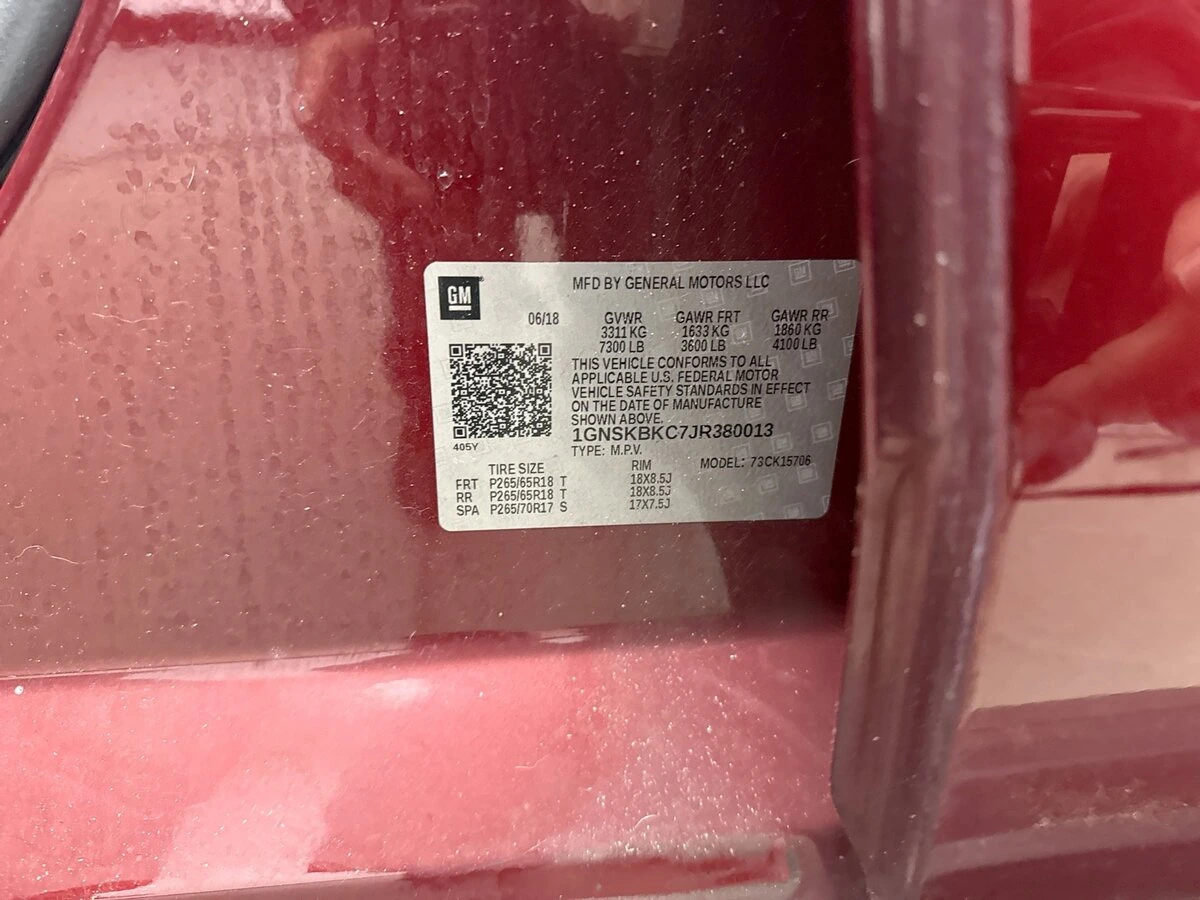 GM
MFD BY GENERAL MOTORS LLC
06/18 GVWR GAWR FRT GAWR RR
3311 KG 1633 KG 1860 KG
7300 LB 3600 LB 4100 LB
THIS VEHICLE CONFORMS TO ALL
APPLICABLE U.S. FEDERAL MOTOR
VEHICLE SAFETY STANDARDS IN EFFECT
ON THE DATE OF MANUFACTURE
SHOWN ABOVE.
1GNSKBKC7JR380013
405Y
TYPE: M.P.V.
TIRE SIZE RIM MODEL: 73CK15706
FRT P265/65R18 T 18X8.5J
RR P265/65R18 T 18X8.5J
SPA P265/70R17 S 17X7.5J